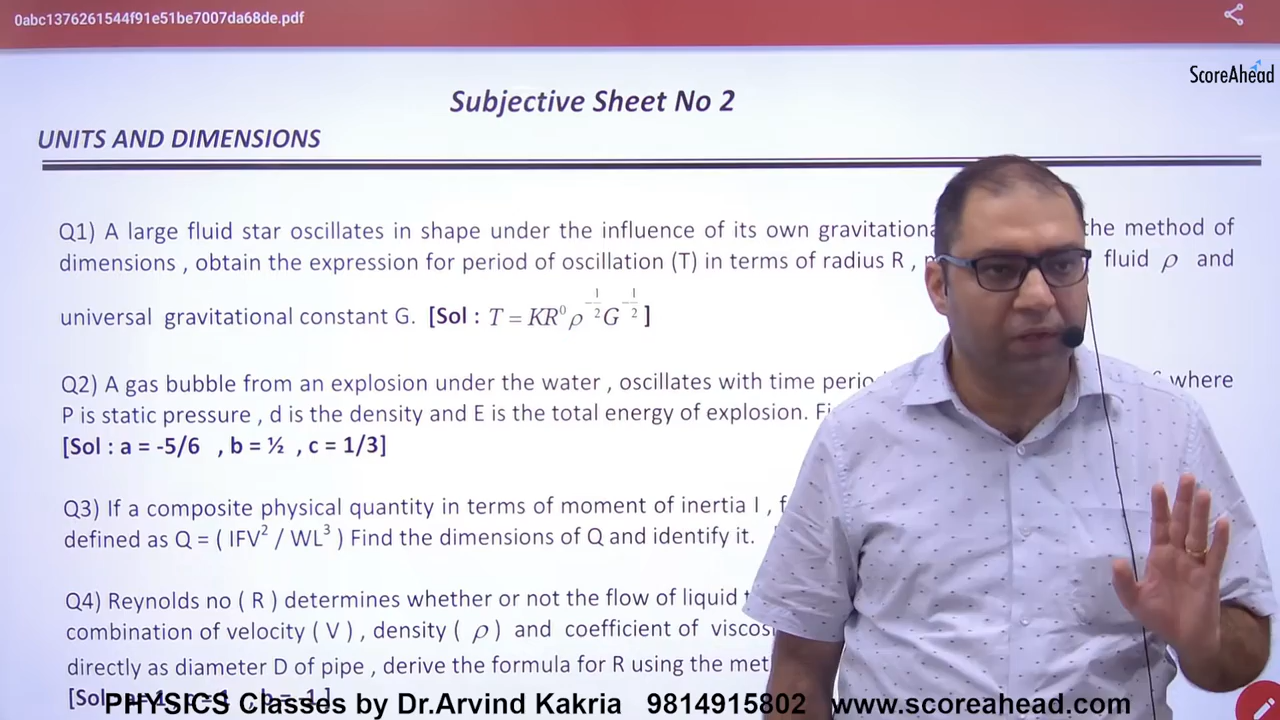 0abc1376261544f91e51be7007da68de.pdf
ScoreAhead
Subjective Sheet No 2
UNITS AND DIMENSIONS
Q1) A large fluid star oscillates in shape under the influence of its own gravitationa the method of
dimensions , obtain the expression for period of oscillation (T) in terms of radius R , fluid ρ and
universal gravitational constant G. [Sol : T = KR⁰ρ^(-1/2)G^(-1/2) ]
Q2) A gas bubble from an explosion under the water , oscillates with time perio where
P is static pressure , d is the density and E is the total energy of explosion.
[Sol : a = -5/6 , b = ½ , c = 1/3]
Q3) If a composite physical quantity in terms of moment of inertia I ,
defined as Q = ( IFV² / WL³ ) Find the dimensions of Q and identify it.
Q4) Reynolds no ( R ) determines whether or not the flow of liquid
combination of velocity ( V ) , density ( ρ ) and coefficient of viscos
directly as diameter D of pipe , derive the formula for R using the met
[Sol
PHYSICS Classes by Dr.Arvind Kakria 9814915802 www.scoreahead.com